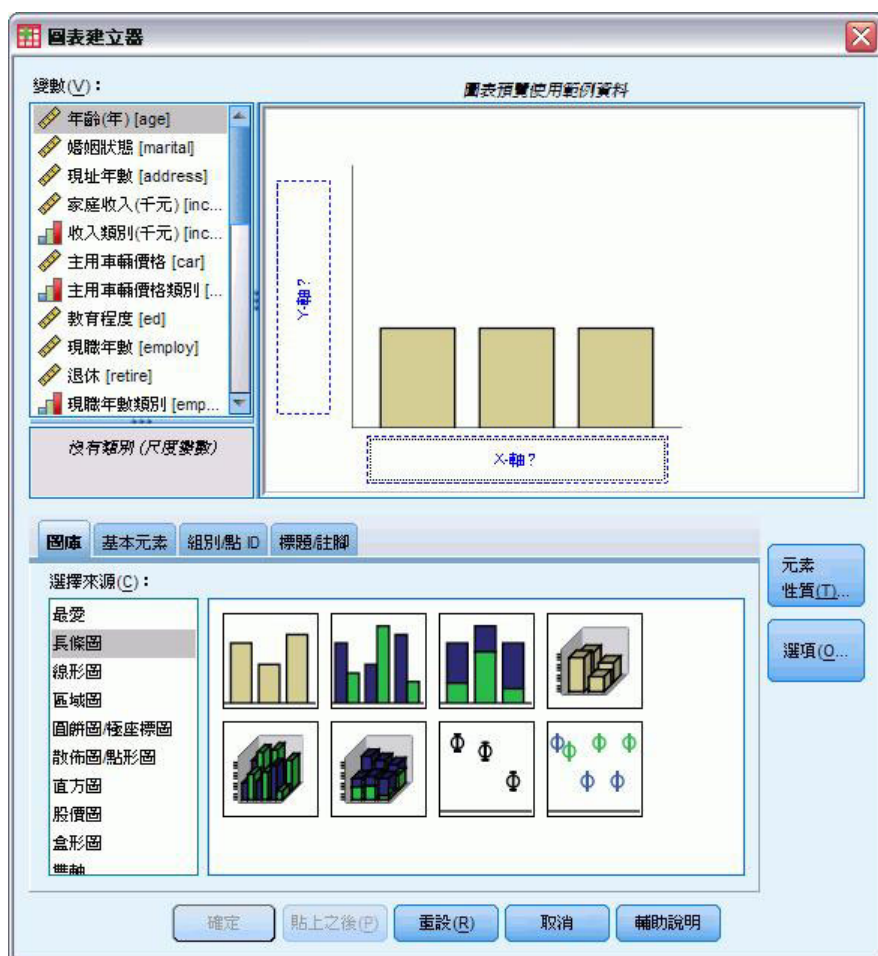 圖表建立器
變數(V):
圖表預覽使用範例資料
年齡(年) [age]
婚姻狀態 [marital]
現址年數 [address]
家庭收入(千元) [inc...
收入類別(千元) [inc...
主用車輛價格 [car]
主用車輛價格類別 [...
教育程度 [ed]
現職年數 [employ]
退休 [retire]
現職年數類別 [emp...
沒有類別 (尺度變數)
Y-軸?
X-軸?
圖庫
基本元素
組別/點 ID
標題/註腳
選擇來源(C):
最愛
長條圖
線形圖
區域圖
圓餅圖/極座標圖
散佈圖/點形圖
直方圖
股價圖
盒形圖
雙軸
元素
性質(T)...
選項(O...
確定
貼上之後(P)
重設(R)
取消
輔助說明